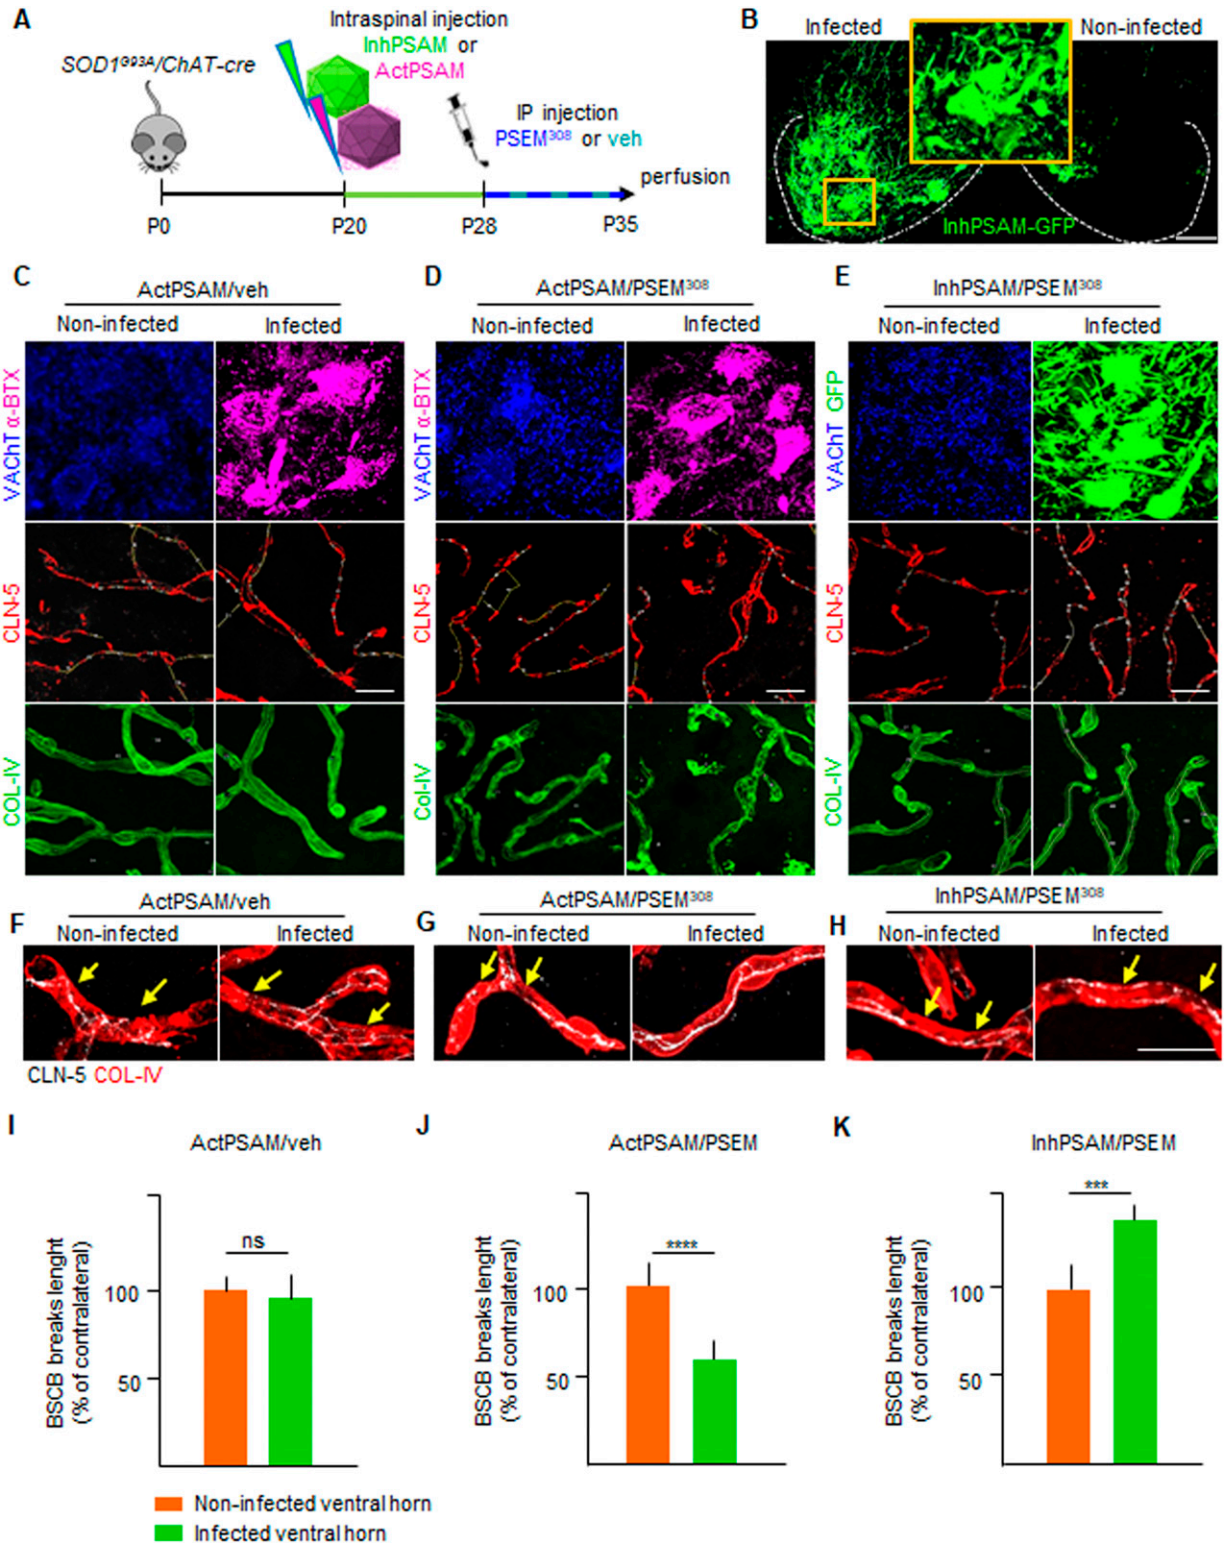 A
Intraspinal injection
InhPSAM or
ActPSAM
SOD1ᴳ⁹³ᴬ/ChAT-cre
IP injection
PSEM³⁰⁸ or veh
perfusion
P0
P20
P28
P35
B
Infected
Non-infected
InhPSAM-GFP
C
ActPSAM/veh
Non-infected
Infected
VAChT α-BTX
CLN-5
COL-IV
D
ActPSAM/PSEM³⁰⁸
Non-infected
Infected
VAChT α-BTX
CLN-5
Col-IV
E
InhPSAM/PSEM³⁰⁸
Non-infected
Infected
VAChT GFP
CLN-5
COL-IV
F
ActPSAM/veh
Non-infected
Infected
CLN-5 COL-IV
G
ActPSAM/PSEM³⁰⁸
Non-infected
Infected
H
InhPSAM/PSEM³⁰⁸
Non-infected
Infected
I
ActPSAM/veh
BSCB breaks lenght
(% of contralateral)
100
50
ns
J
ActPSAM/PSEM
BSCB breaks lenght
(% of contralateral)
100
50
****
K
InhPSAM/PSEM
BSCB breaks lenght
(% of contralateral)
100
50
***
Non-infected ventral horn
Infected ventral horn